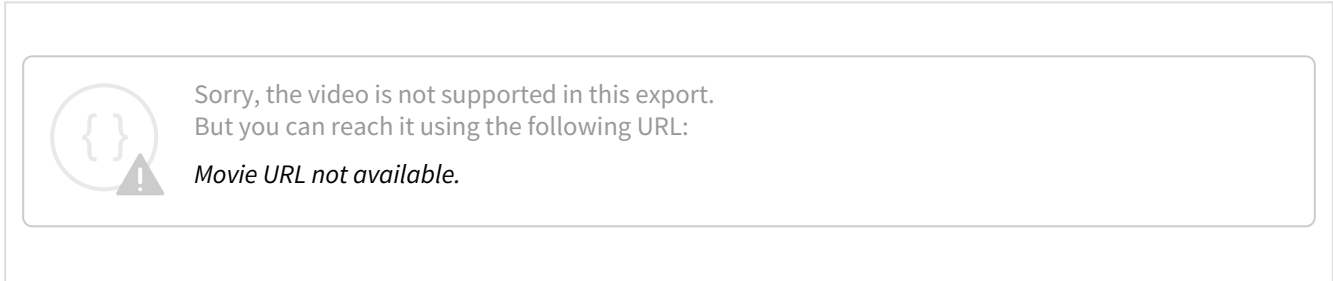 Sorry, the video is not supported in this export.
But you can reach it using the following URL:
Movie URL not available.